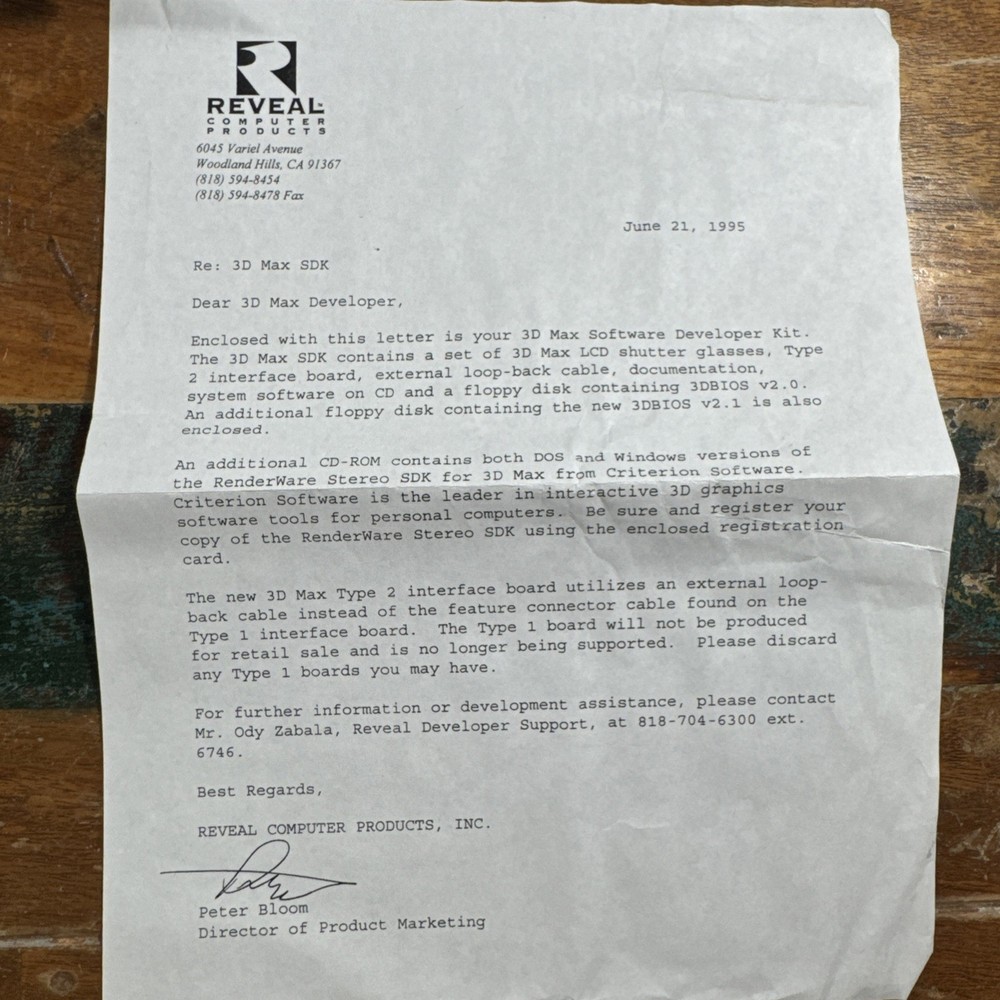 REVEAL™
COMPUTER
PRODUCTS
6045 Variel Avenue
Woodland Hills, CA 91367
(818) 594-8454
(818) 594-8478 Fax
June 21, 1995
Re: 3D Max SDK
Dear 3D Max Developer,
Enclosed with this letter is your 3D Max Software Developer Kit.
The 3D Max SDK contains a set of 3D Max LCD shutter glasses, Type
2 interface board, external loop-back cable, documentation,
system software on CD and a floppy disk containing 3DBIOS v2.0.
An additional floppy disk containing the new 3DBIOS v2.1 is also
enclosed.
An additional CD-ROM contains both DOS and Windows versions of
the RenderWare Stereo SDK for 3D Max from Criterion Software.
Criterion Software is the leader in interactive 3D graphics
software tools for personal computers. Be sure and register your
copy of the RenderWare Stereo SDK using the enclosed registration
card.
The new 3D Max Type 2 interface board utilizes an external loop-
back cable instead of the feature connector cable found on the
Type 1 interface board. The Type 1 board will not be produced
for retail sale and is no longer being supported. Please discard
any Type 1 boards you may have.
For further information or development assistance, please contact
Mr. Ody Zabala, Reveal Developer Support, at 818-704-6300 ext.
6746.
Best Regards,
REVEAL COMPUTER PRODUCTS, INC.
Peter Bloom
Director of Product Marketing